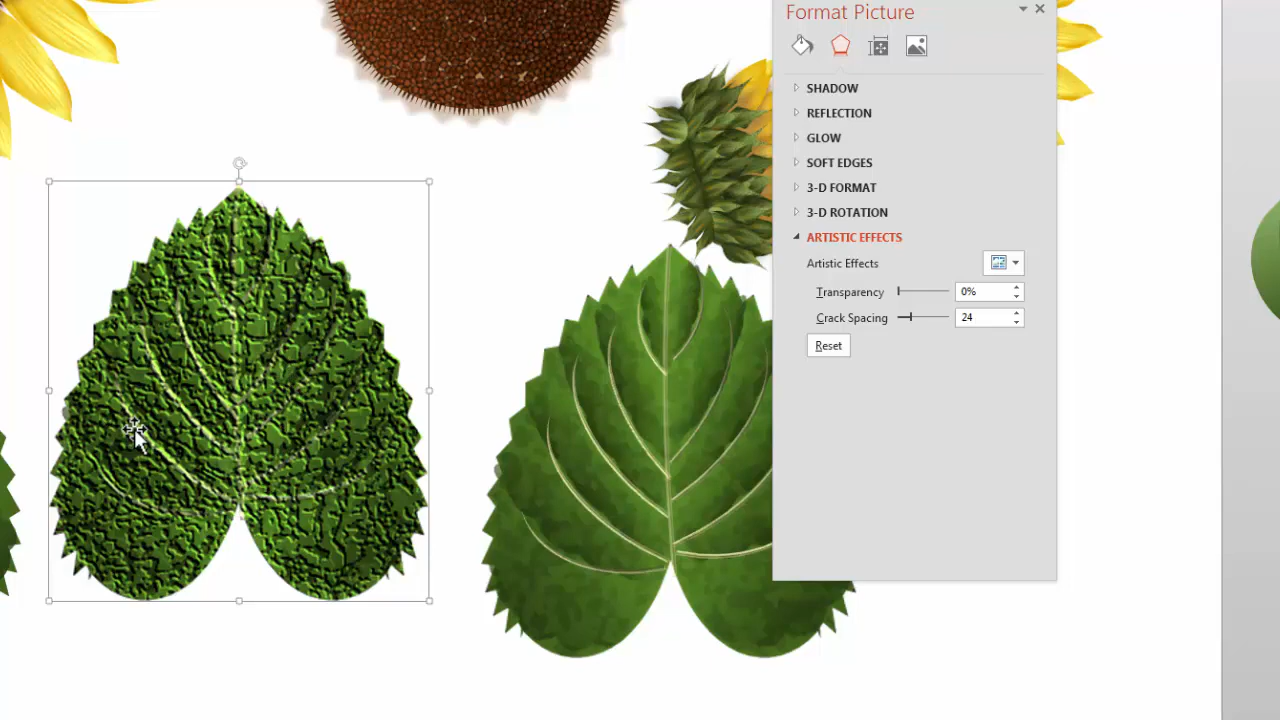 Format Picture
SHADOW
REFLECTION
GLOW
SOFT EDGES
3-D FORMAT
3-D ROTATION
ARTISTIC EFFECTS
Artistic Effects
Transparency 0%
Crack Spacing 24
Reset